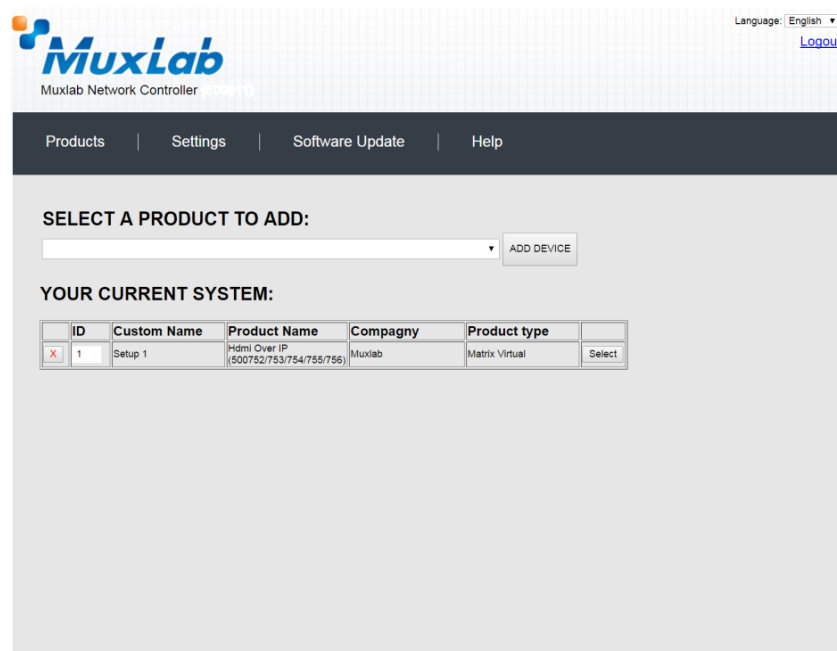 Language: English
Logou
MuxLab
Muxlab Network Controller
Products | Settings | Software Update | Help
SELECT A PRODUCT TO ADD:
ADD DEVICE
YOUR CURRENT SYSTEM:
ID Custom Name Product Name Compagny Product type
X 1 Setup 1 Hdmi Over IP (500752/753/754/755/756) Muxlab Matrix Virtual Select